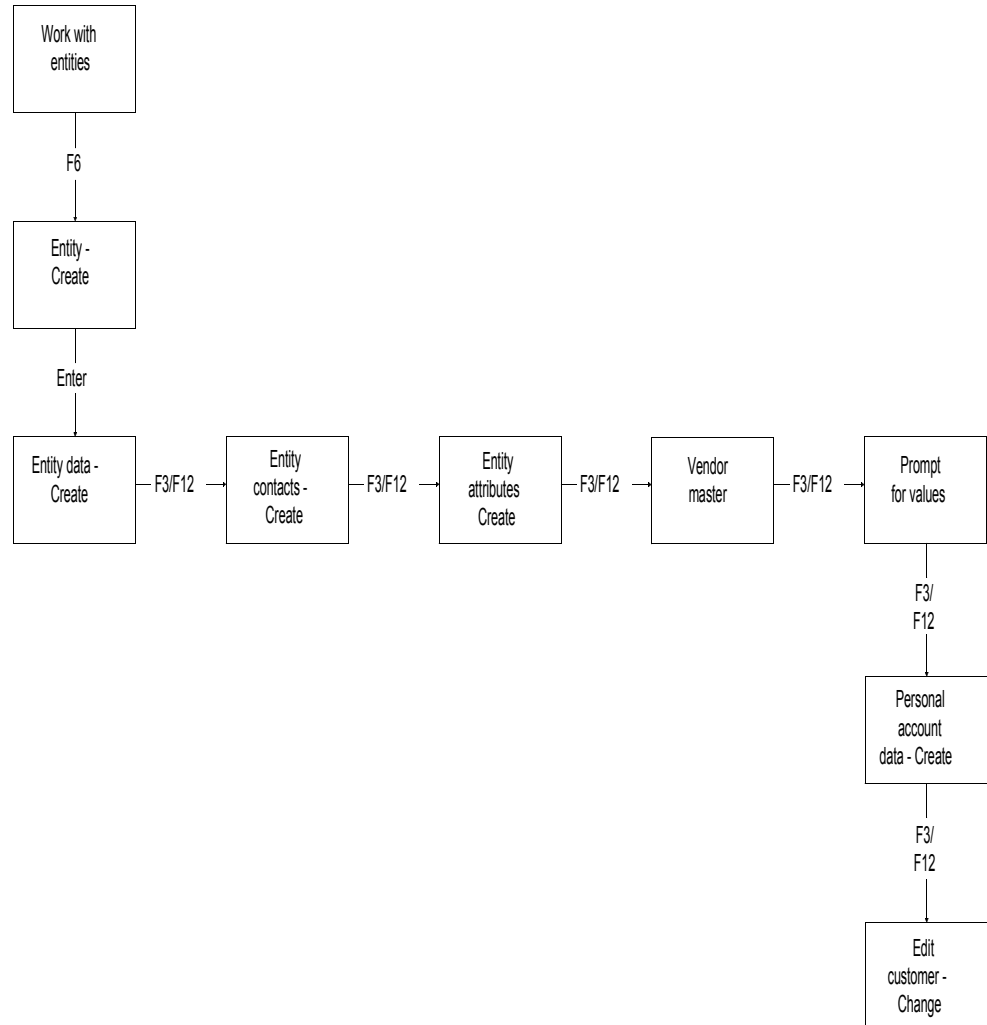 Work with
entities
F6
Entity -
Create
Enter
Entity data -
Create
F3/F12
Entity
contacts -
Create
F3/F12
Entity
attributes
Create
F3/F12
Vendor
master
F3/F12
Prompt
for values
F3/
F12
Personal
account
data - Create
F3/
F12
Edit
customer -
Change